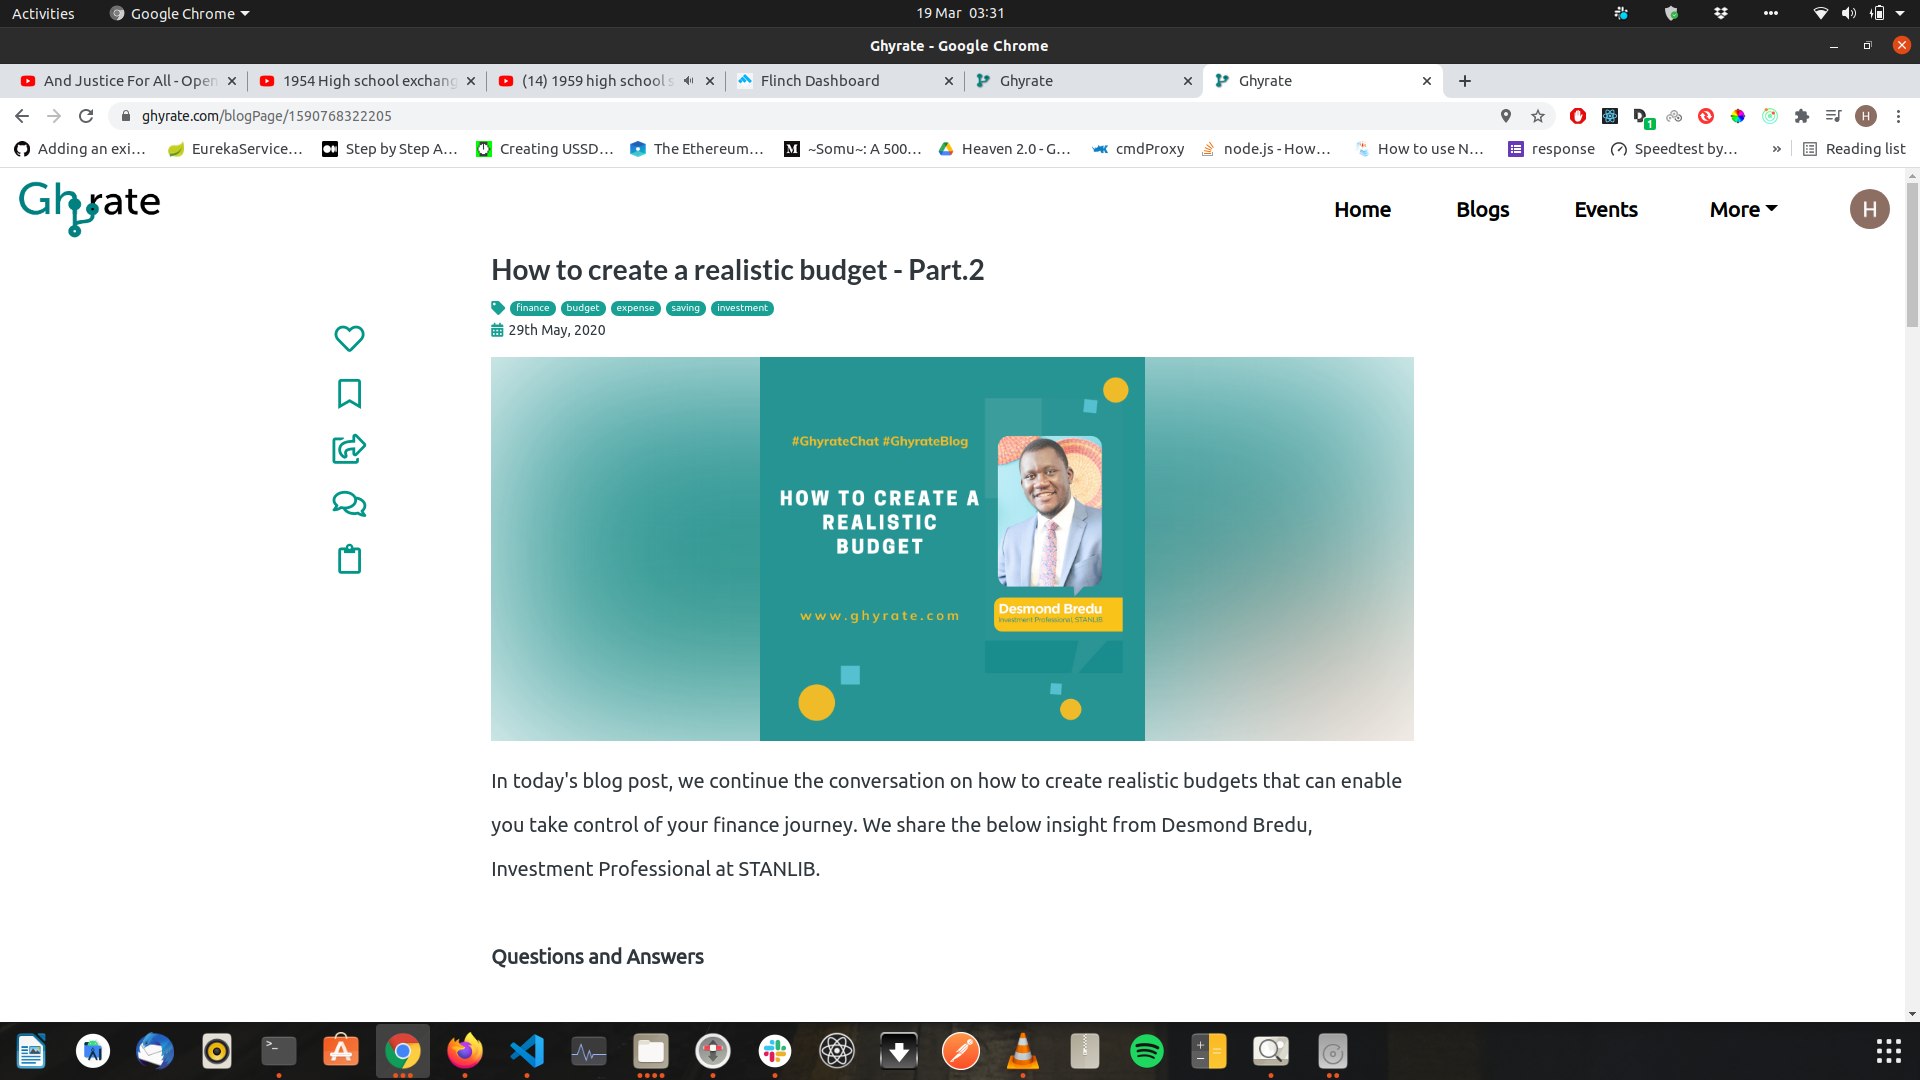 Activities
Google Chrome
19 Mar 03:31
Ghyrate - Google Chrome
And Justice For All - Open
1954 High school exchang
(14) 1959 high school s
Flinch Dashboard
Ghyrate
Ghyrate
ghyrate.com/blogPage/1590768322205
1
H
Adding an exi…
EurekaService…
Step by Step A…
Creating USSD…
The Ethereum…
~Somu~: A 500…
Heaven 2.0 - G…
cmdProxy
node.js - How…
How to use N…
response
Speedtest by…
»
Reading list
Ghyrate
Home
Blogs
Events
More
H
How to create a realistic budget - Part.2
finance
budget
expense
saving
investment
29th May, 2020
#GhyrateChat #GhyrateBlog
HOW TO CREATE A
REALISTIC
BUDGET
www.ghyrate.com
Desmond Bredu
Investment Professional, STANLIB
In today's blog post, we continue the conversation on how to create realistic budgets that can enable
you take control of your finance journey. We share the below insight from Desmond Bredu,
Investment Professional at STANLIB.
Questions and Answers